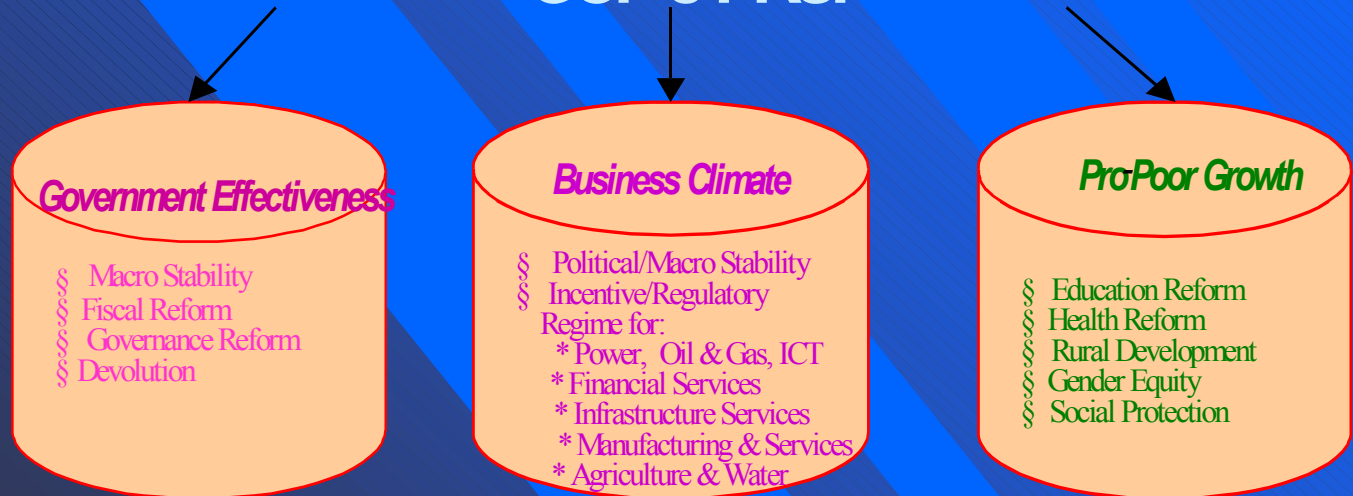 Government Effectiveness
§ Macro Stability
§ Fiscal Reform
§ Governance Reform
§ Devolution
Business Climate
§ Political/Macro Stability
§ Incentive/Regulatory
Regime for:
* Power, Oil & Gas, ICT
* Financial Services
* Infrastructure Services
* Manufacturing & Services
* Agriculture & Water
Pro-Poor Growth
§ Education Reform
§ Health Reform
§ Rural Development
§ Gender Equity
§ Social Protection